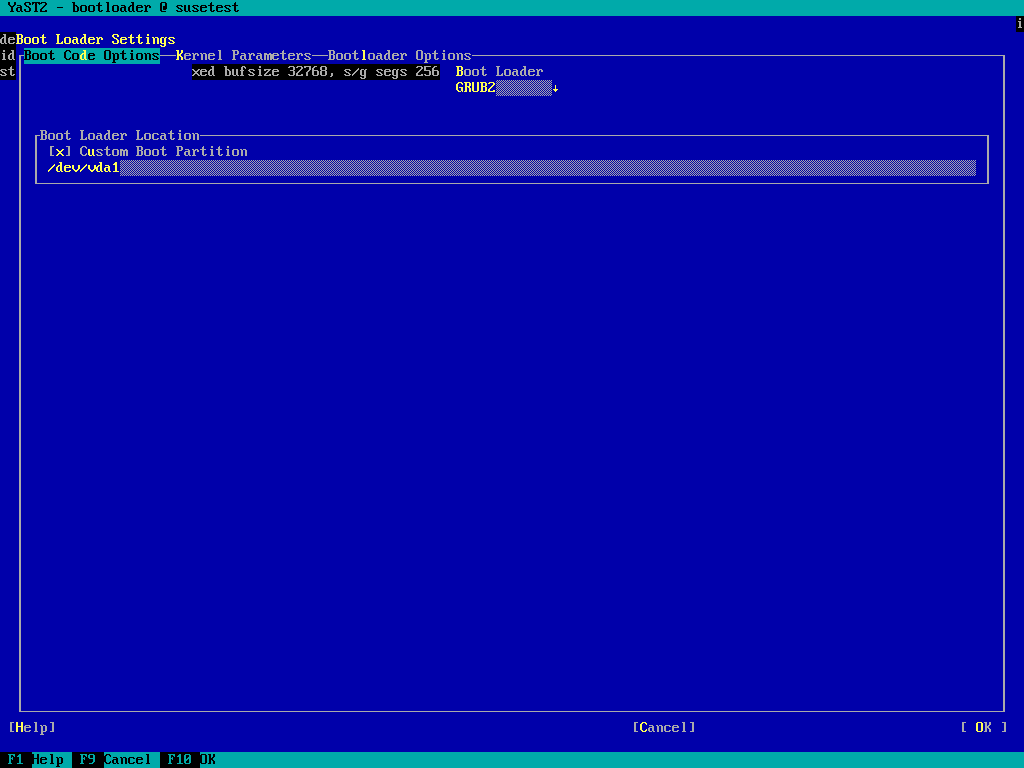 YaST2 - bootloader @ susetest
i
deBoot Loader Settings
id Boot Code Options Kernel Parameters Bootloader Options
st xed bufsize 32768, s/g segs 256 Boot Loader
GRUB2 ↓
Boot Loader Location
[x] Custom Boot Partition
/dev/vda1
[Help] [Cancel] [ OK ]
F1 Help F9 Cancel F10 OK